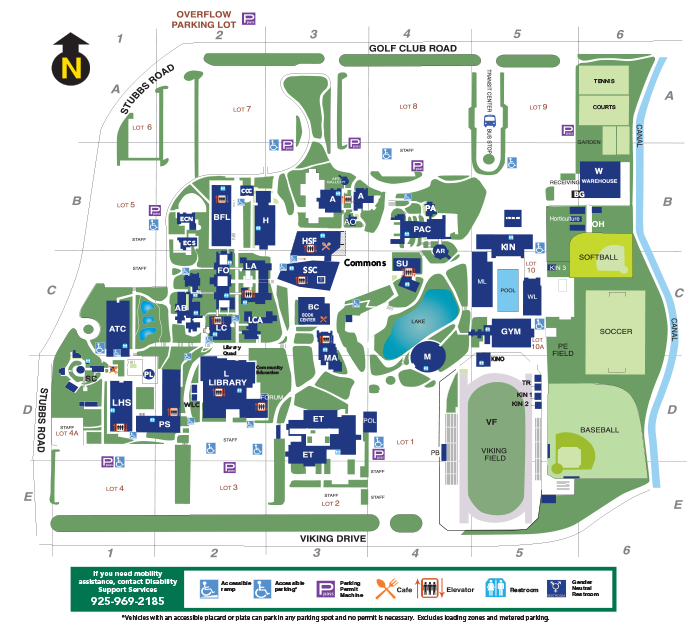 OVERFLOW
PARKING LOT
1 2 3 4 5 6
GOLF CLUB ROAD
STUBBS ROAD
N
A
A
LOT 6
LOT 7
LOT 8
LOT 9
TRANSIT CENTER
BUS STOP
TENNIS
COURTS
GARDEN
CANAL
STAFF
RECEIVING
W
WAREHOUSE
BG
B
B
LOT 5
STAFF
STAFF
ECN
ECS
BFL
CCC
H
A
A
AQ
PA
PAC
AR
Horticulture
OH
KIN
KIN 3
SOFTBALL
HSF
SSC
Commons
SU
FO
LA
LOT
10
ML
POOL
WL
C
C
ATC
AB
LC
LCA
BC
BOOK
CENTER
MA
LAKE
M
GYM
LOT
10A
SOCCER
PE
FIELD
CANAL
Library
Quad
KINO
SC
PL
L
LIBRARY
Community
Education
FORUM
WLC
LHS
PS
ET
ET
POL
LOT 1
VF
VIKING
FIELD
PB
TR
KIN 1
KIN 2
BASEBALL
D
D
STUBBS ROAD
STAFF
LOT 4A
STAFF
STAFF
STAFF
STAFF
LOT 4
LOT 3
LOT 2
E
E
VIKING DRIVE
1 2 3 4 5 6
If you need mobility
assistance, contact Disability
Support Services
925-969-2185
Accessible
ramp
Accessible
parking*
Parking
Permit
Machine
Cafe
Elevator
Restroom
Gender
Neutral
Restroom
*Vehicles with an accessible placard or plate can park in any parking spot and no permit is necessary. Excludes loading zones and metered parking.